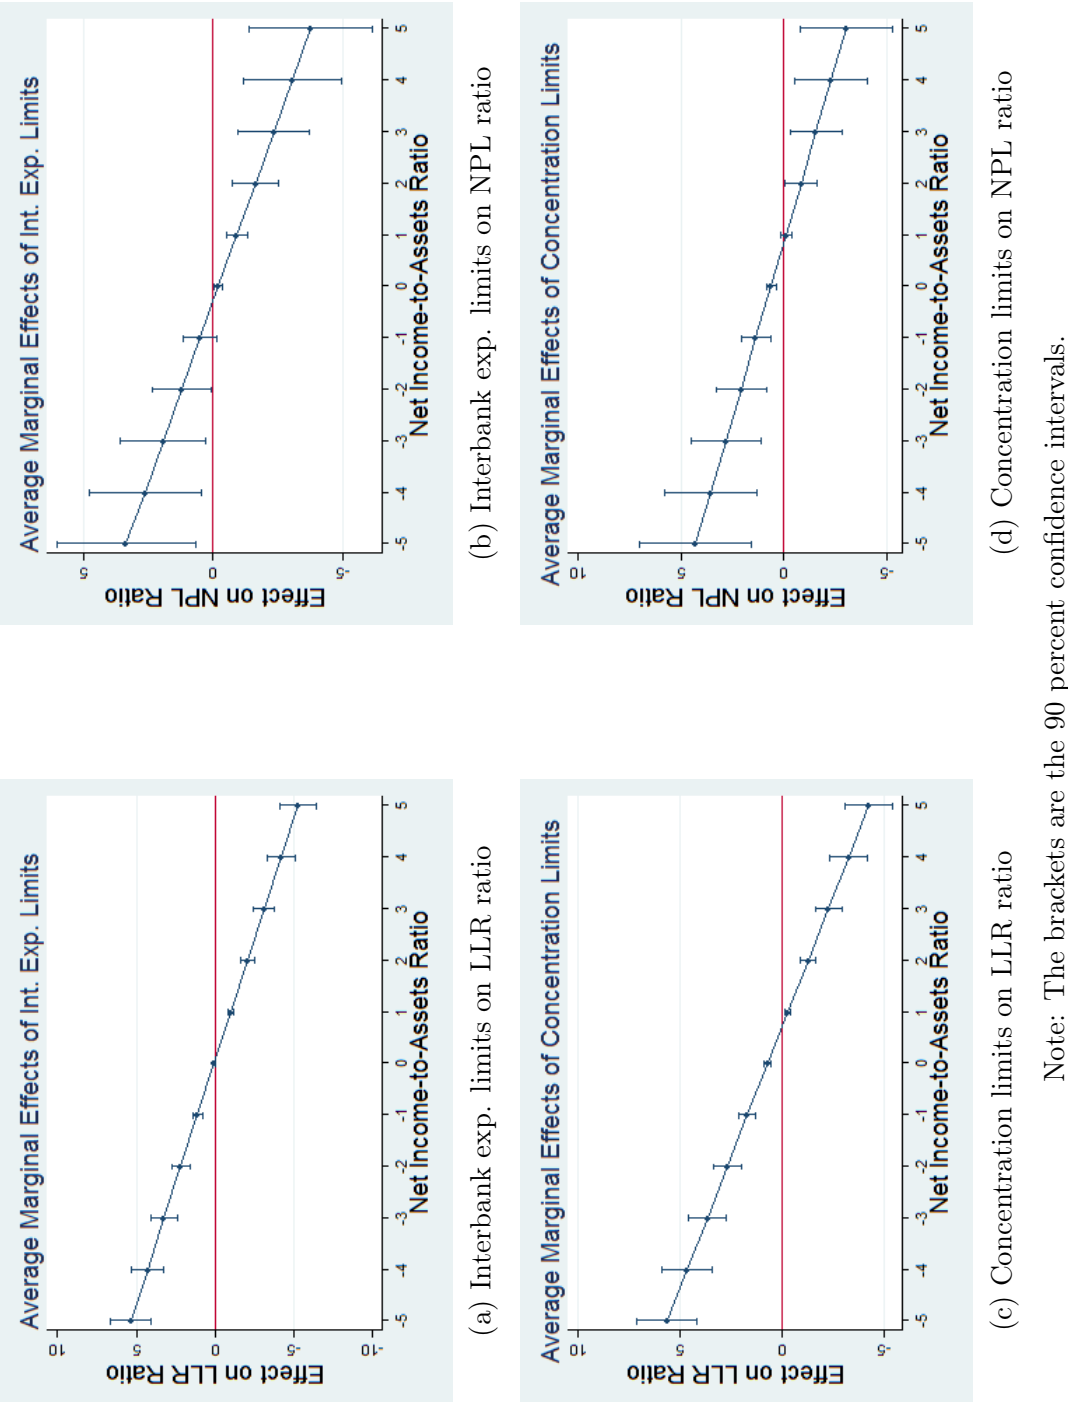 Average Marginal Effects of Int. Exp. Limits
Effect on LLR Ratio
10
5
0
-5
-10
-5 -4 -3 -2 -1 0 1 2 3 4 5
Net Income-to-Assets Ratio
(a) Interbank exp. limits on LLR ratio
Average Marginal Effects of Int. Exp. Limits
Effect on NPL Ratio
5
0
-5
-5 -4 -3 -2 -1 0 1 2 3 4 5
Net Income-to-Assets Ratio
(b) Interbank exp. limits on NPL ratio
Average Marginal Effects of Concentration Limits
Effect on LLR Ratio
10
5
0
-5
-5 -4 -3 -2 -1 0 1 2 3 4 5
Net Income-to-Assets Ratio
(c) Concentration limits on LLR ratio
Average Marginal Effects of Concentration Limits
Effect on NPL Ratio
10
5
0
-5
-5 -4 -3 -2 -1 0 1 2 3 4 5
Net Income-to-Assets Ratio
(d) Concentration limits on NPL ratio
Note: The brackets are the 90 percent confidence intervals.